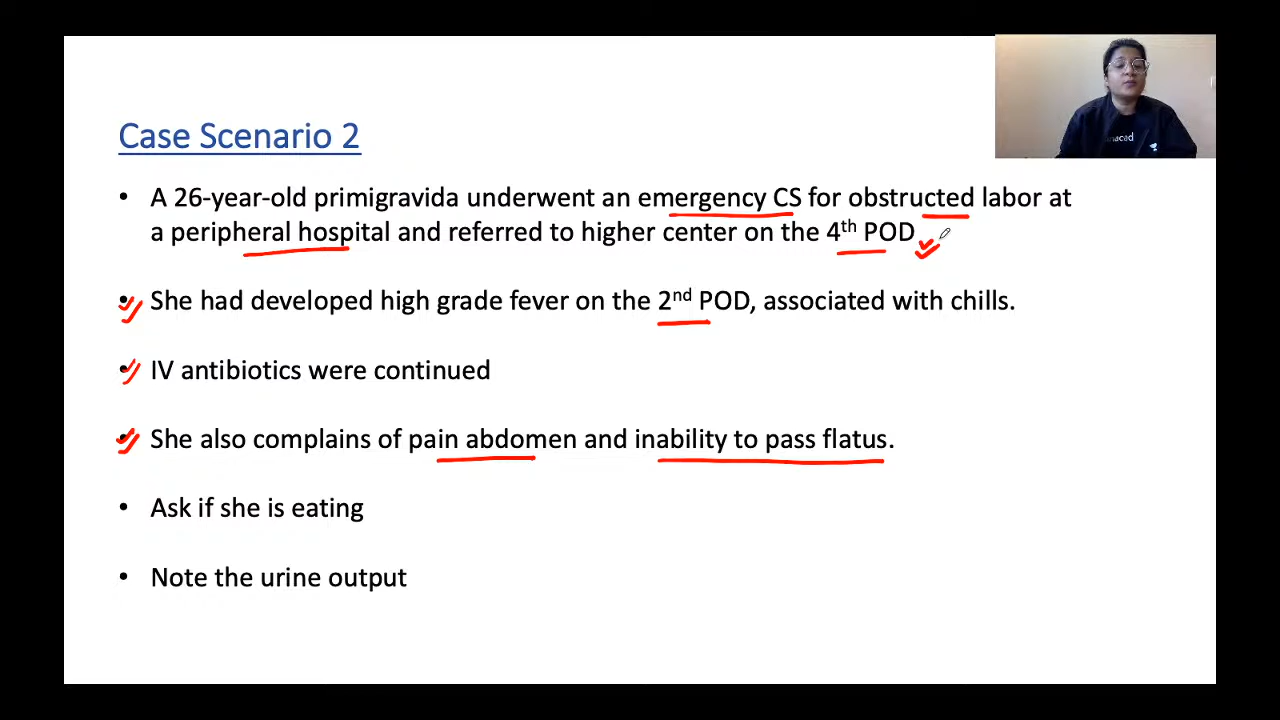 Case Scenario 2
• A 26-year-old primigravida underwent an emergency CS for obstructed labor at
a peripheral hospital and referred to higher center on the 4th POD
• She had developed high grade fever on the 2nd POD, associated with chills.
• IV antibiotics were continued
• She also complains of pain abdomen and inability to pass flatus.
• Ask if she is eating
• Note the urine output